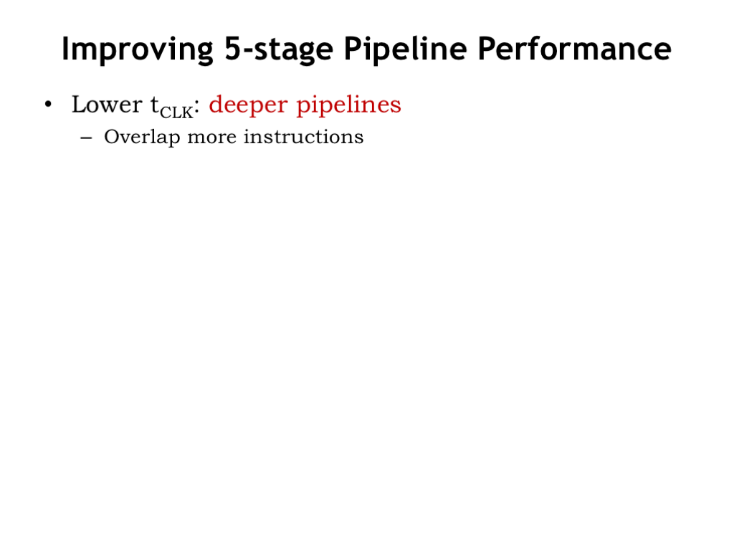 Improving 5-stage Pipeline Performance
• Lower tCLK: deeper pipelines
– Overlap more instructions